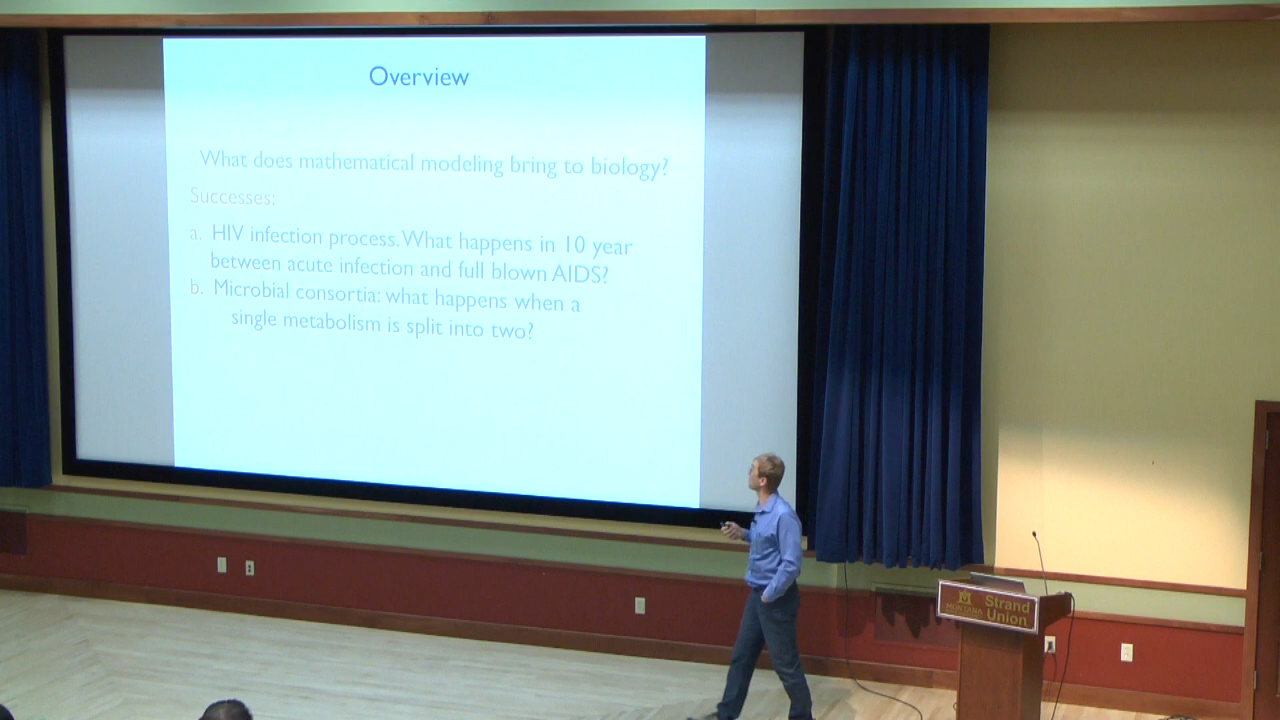 Overview
What does mathematical modeling bring to biology?
Successes:
a. HIV infection process. What happens in 10 year
between acute infection and full blown AIDS?
b. Microbial consortia: what happens when a
single metabolism is split into two?
M
MONTANA
Strand
Union